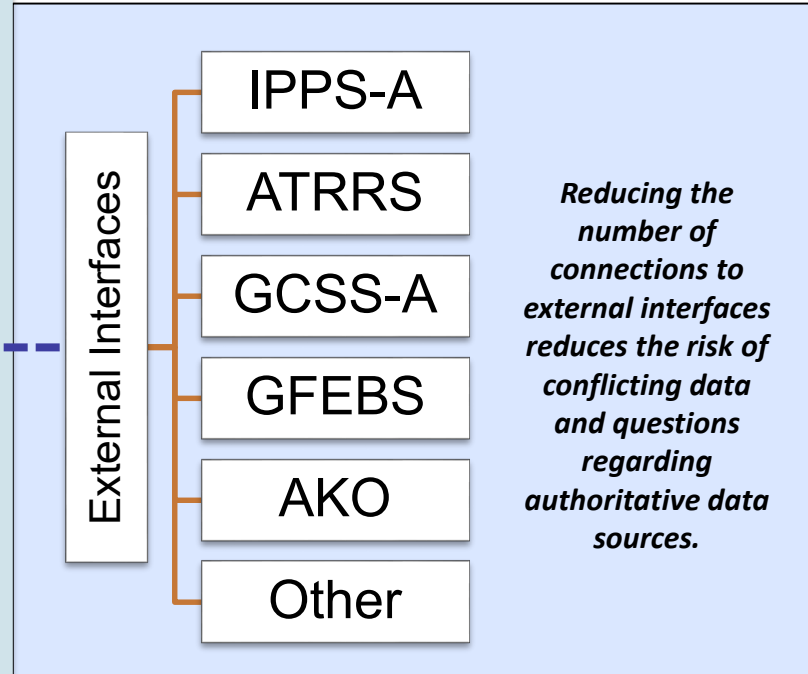 External Interfaces
IPPS-A
ATRRS
GCSS-A
GFEBS
AKO
Other
Reducing the
number of
connections to
external interfaces
reduces the risk of
conflicting data
and questions
regarding
authoritative data
sources.